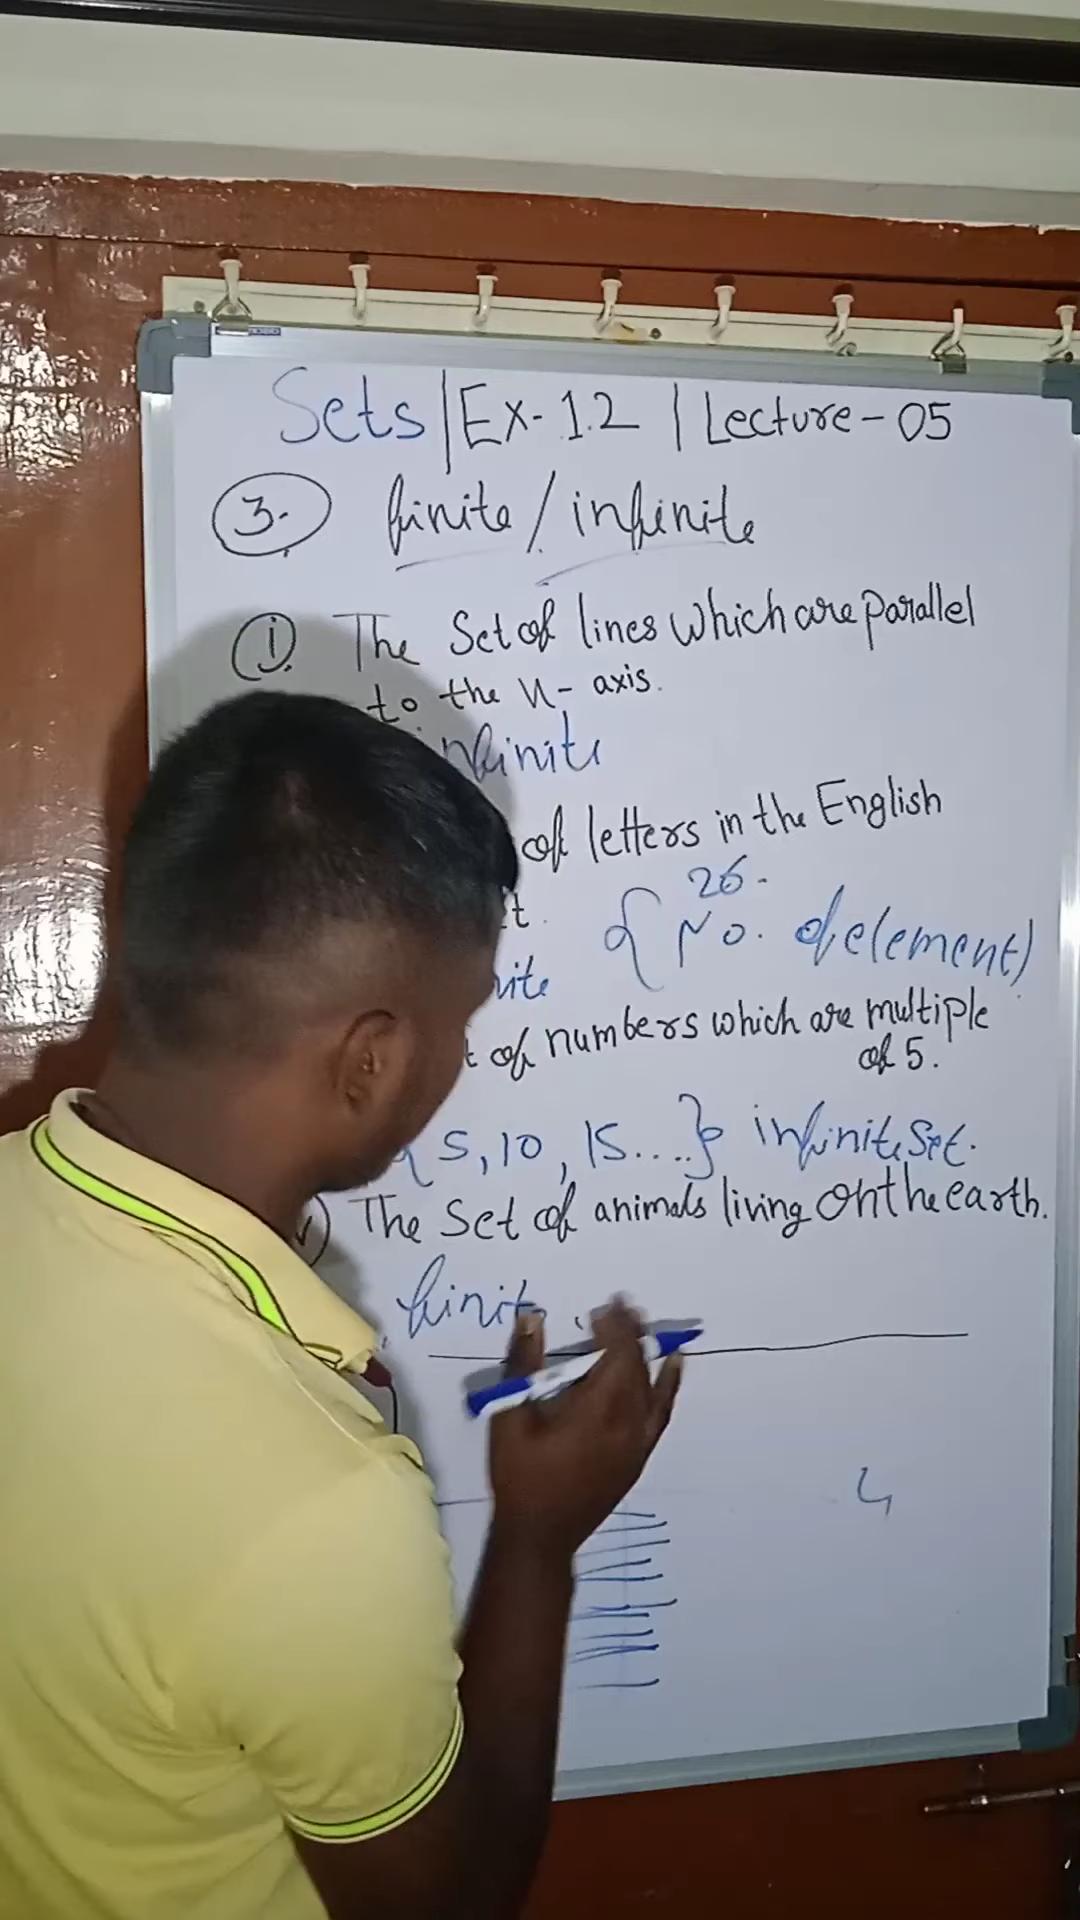 Sets | Ex- 1.2 | Lecture - 05
3. finite / infinite
(i) The Set of lines which are parallel
to the x- axis.
infinite
of letters in the English
26.
{ No. of element)
of numbers which are multiple
of 5.
{ 5, 10, 15....} infinite set.
The Set of animals living on the earth.
finite.